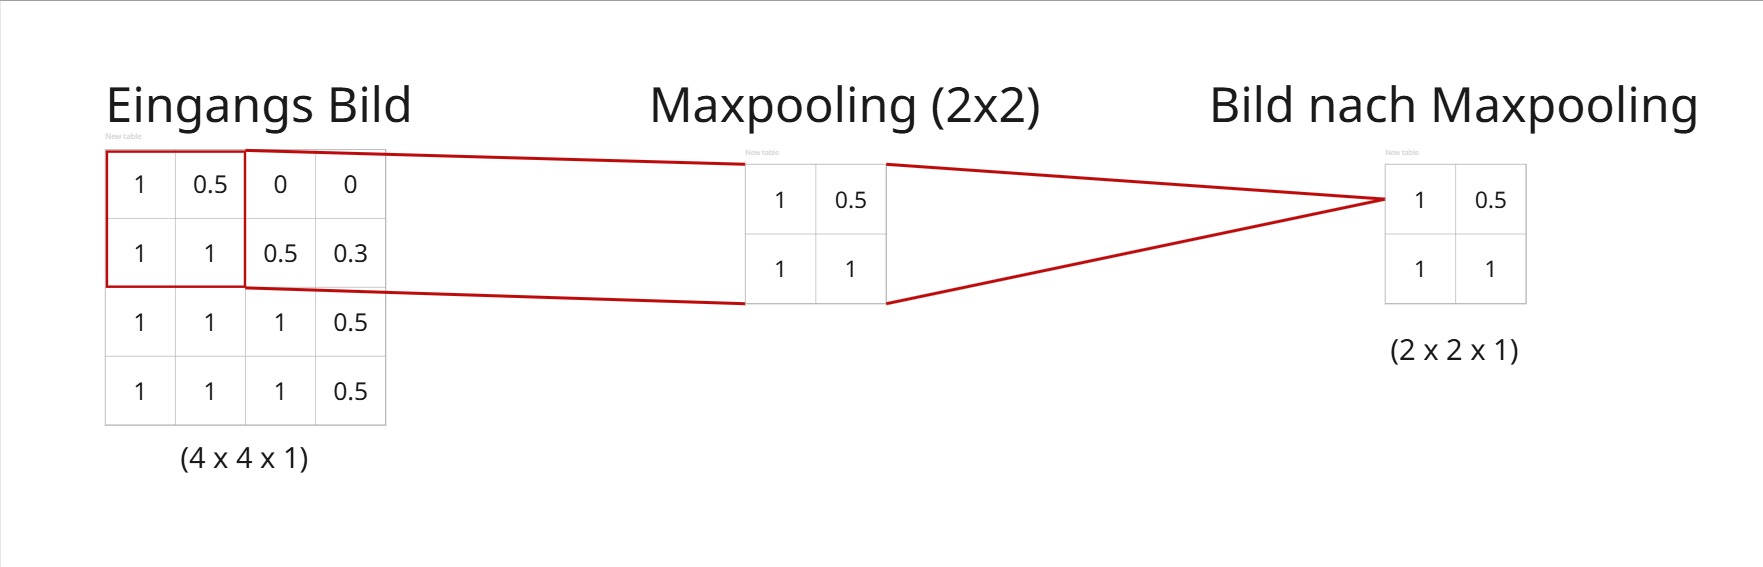 Eingangs Bild
New table
1 0.5 0 0
1 1 0.5 0.3
1 1 1 0.5
1 1 1 0.5
(4 x 4 x 1)
Maxpooling (2x2)
New table
1 0.5
1 1
Bild nach Maxpooling
New table
1 0.5
1 1
(2 x 2 x 1)